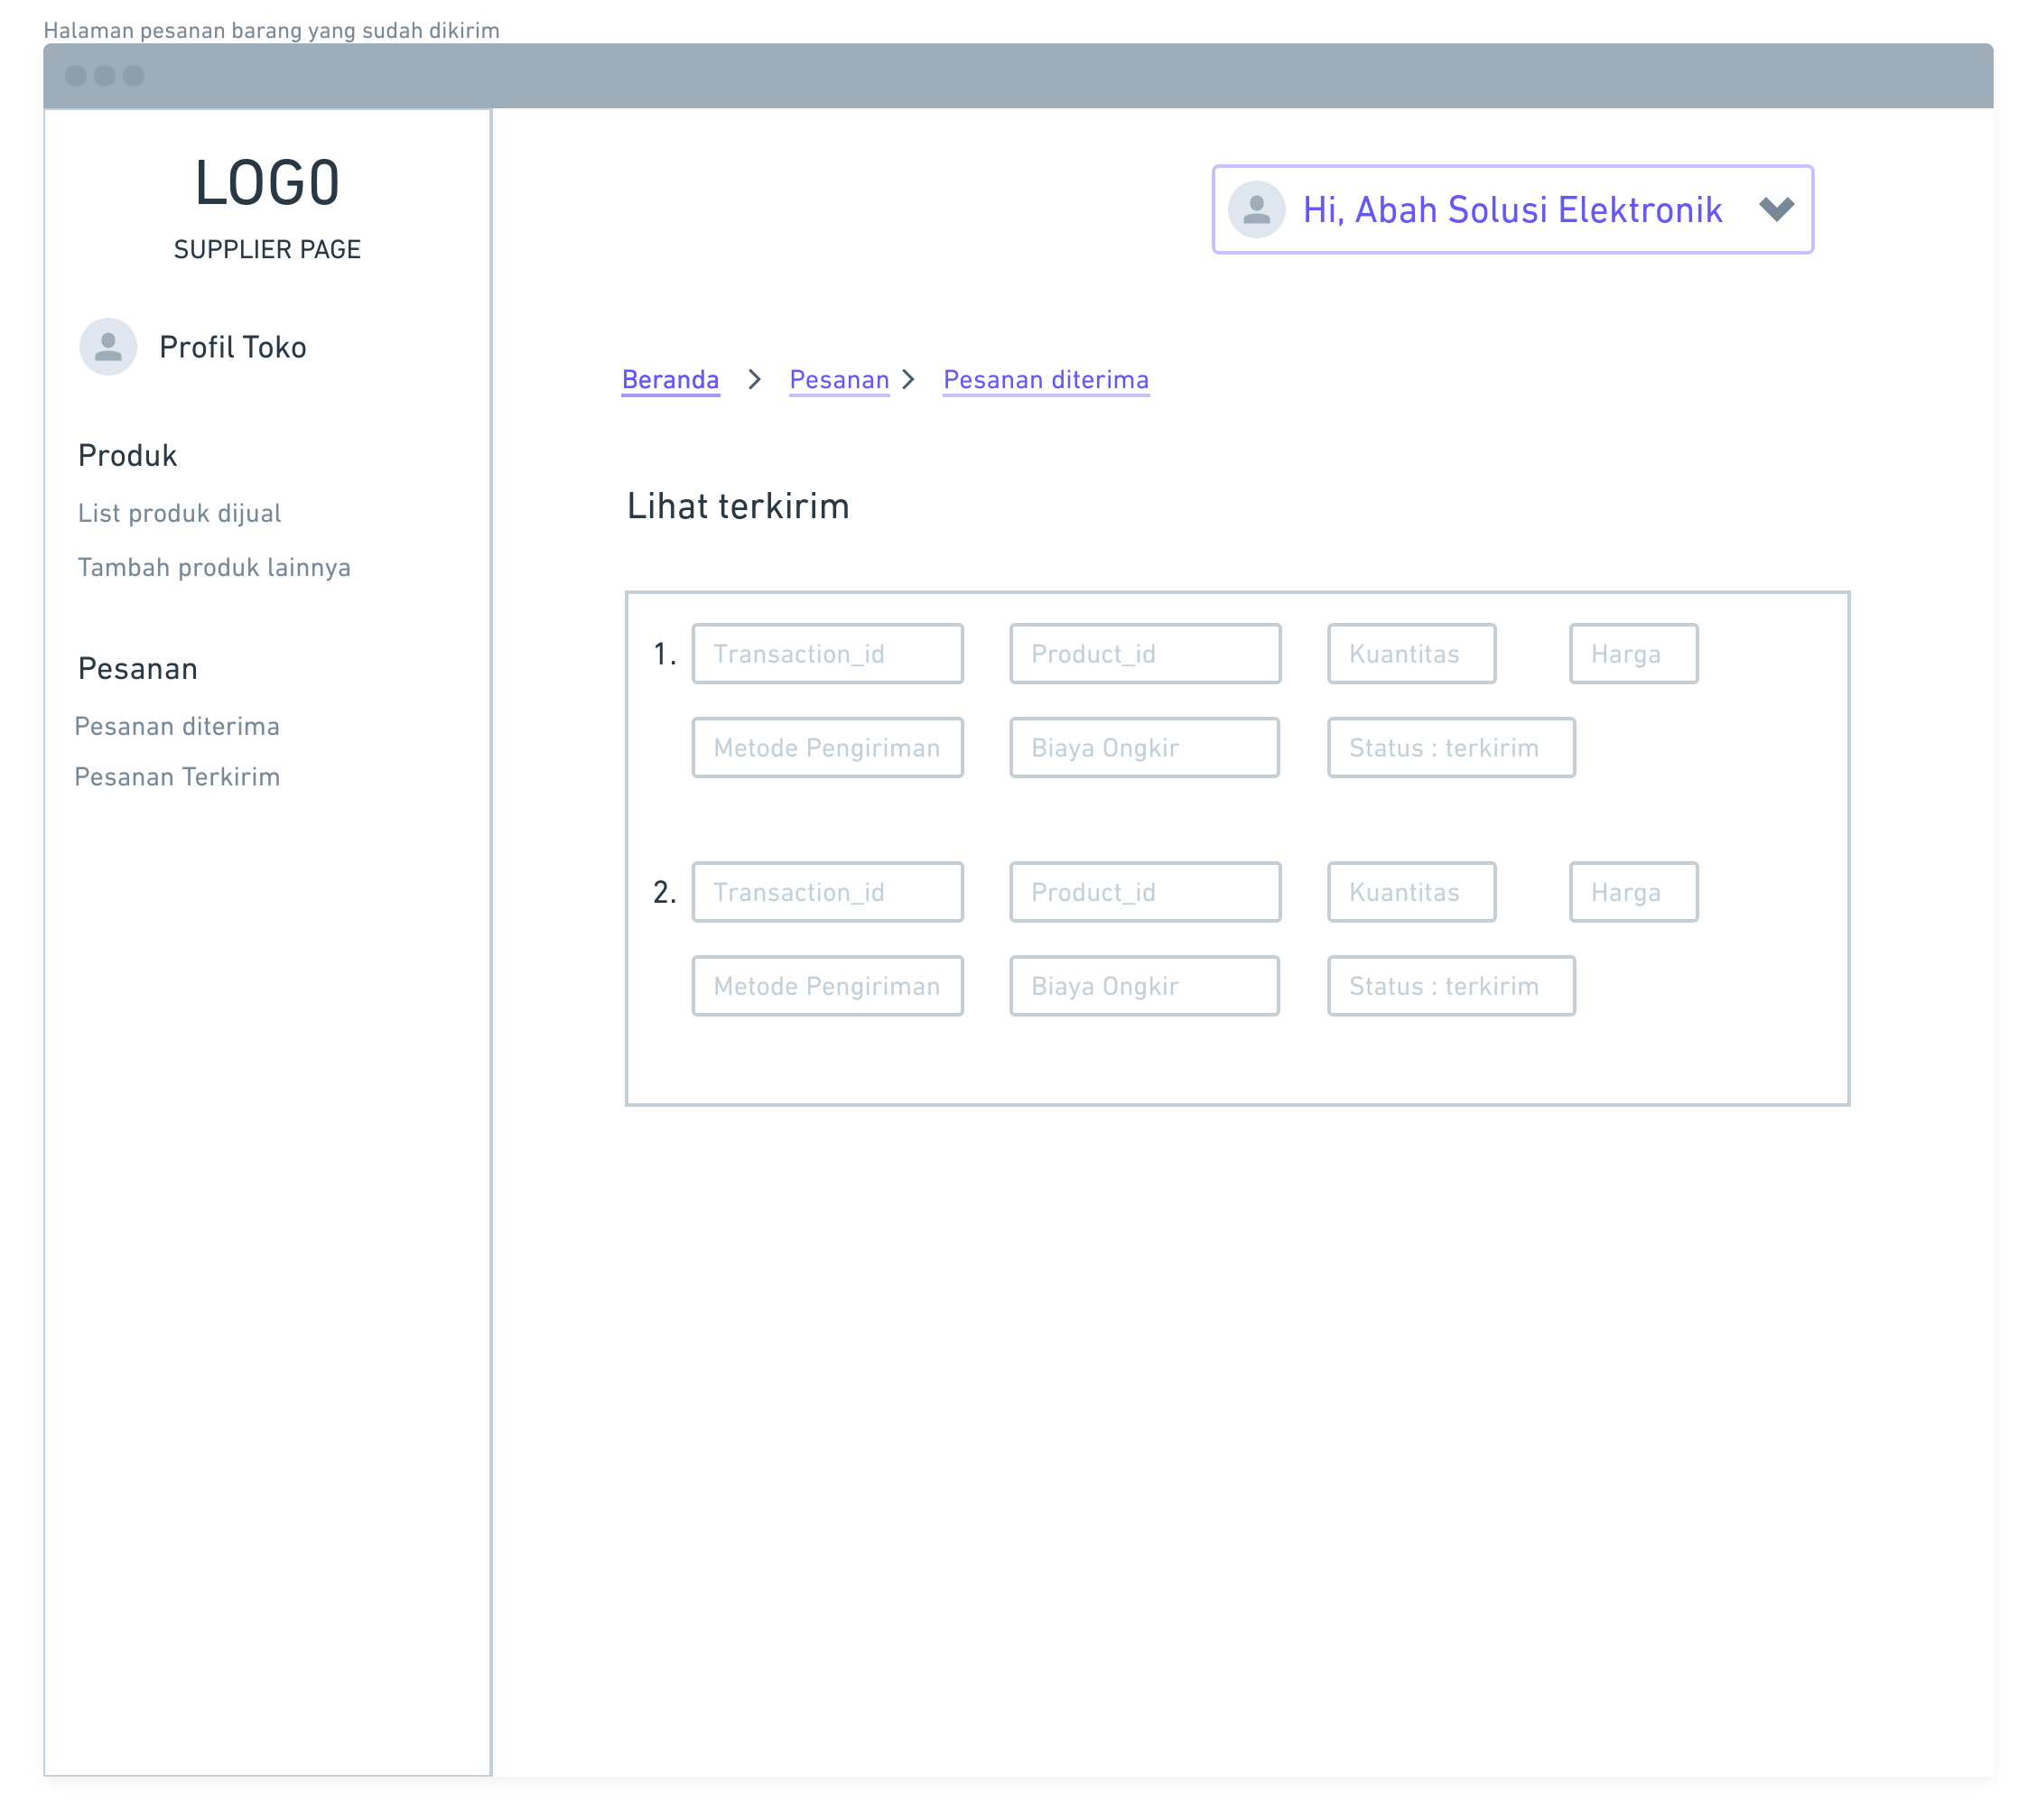 Halaman pesanan barang yang sudah dikirim
LOGO
SUPPLIER PAGE
Profil Toko
Produk
List produk dijual
Tambah produk lainnya
Pesanan
Pesanan diterima
Pesanan Terkirim
Hi, Abah Solusi Elektronik
Beranda > Pesanan > Pesanan diterima
Lihat terkirim
1. Transaction_id Product_id Kuantitas Harga
Metode Pengiriman Biaya Ongkir Status : terkirim
2. Transaction_id Product_id Kuantitas Harga
Metode Pengiriman Biaya Ongkir Status : terkirim